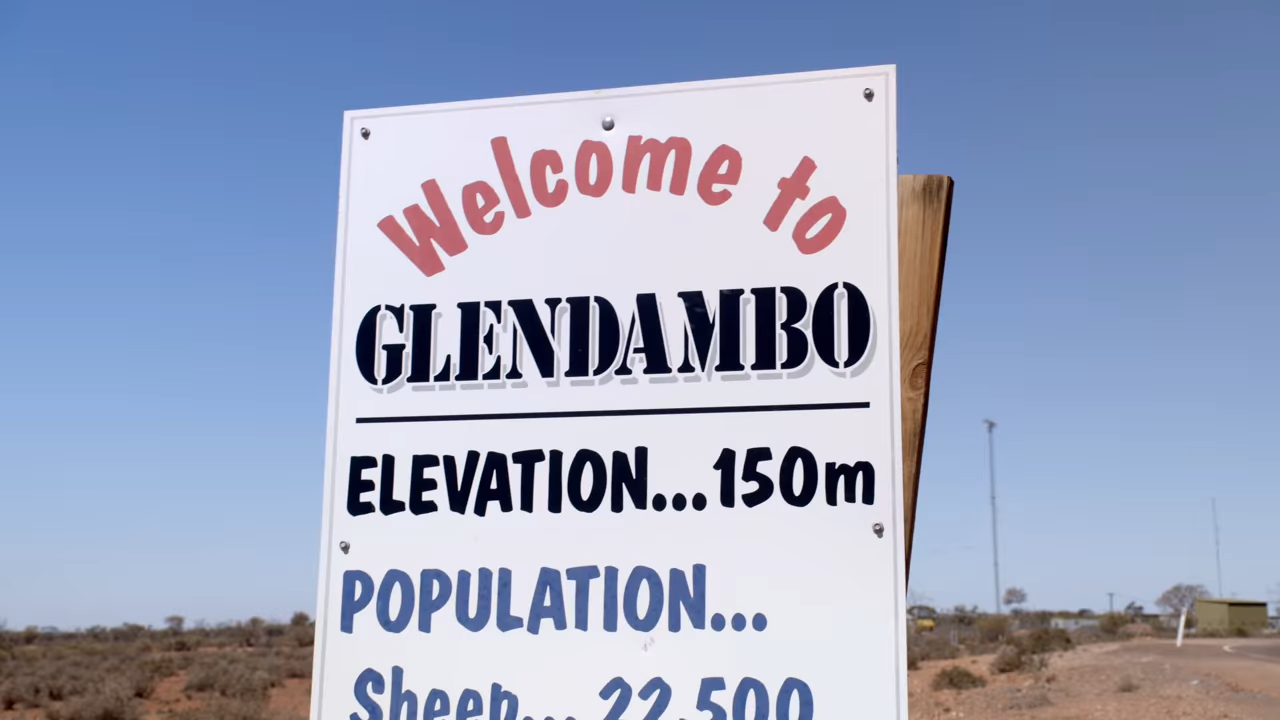 Welcome to
GLENDAMBO
ELEVATION...150m
POPULATION...
Sheep... 22,500